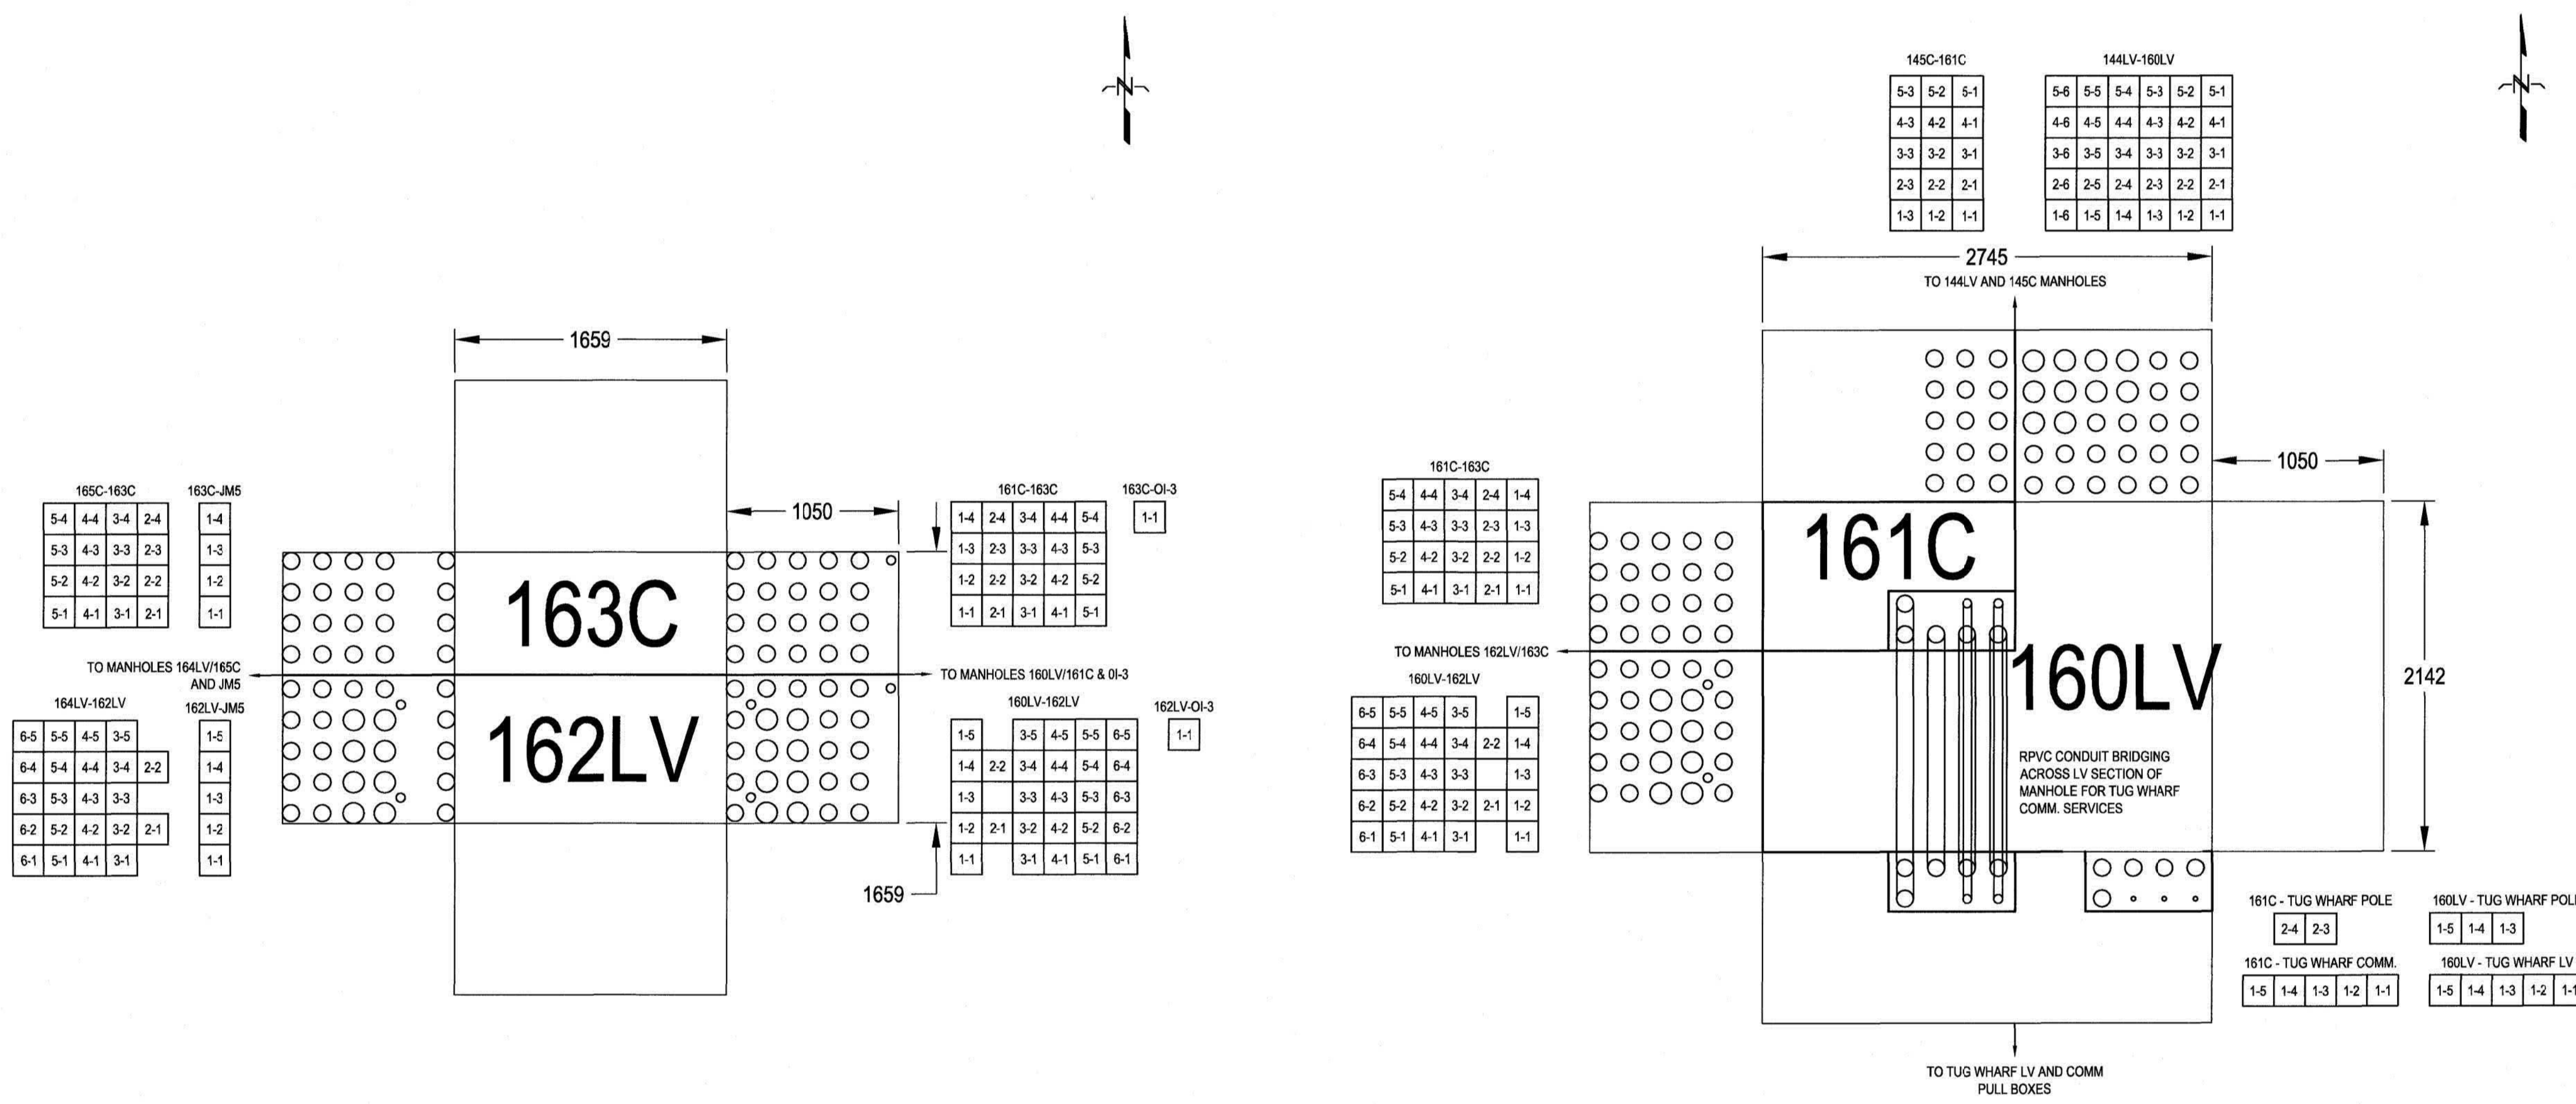 N
1659
165C-163C
5-4 4-4 3-4 2-4
5-3 4-3 3-3 2-3
5-2 4-2 3-2 2-2
5-1 4-1 3-1 2-1
163C-JM5
1-4
1-3
1-2
1-1
1050
161C-163C
1-4 2-4 3-4 4-4 5-4
1-3 2-3 3-3 4-3 5-3
1-2 2-2 3-2 4-2 5-2
1-1 2-1 3-1 4-1 5-1
163C-OI-3
1-1
163C
TO MANHOLES 164LV/165C
AND JM5
TO MANHOLES 160LV/161C & 0I-3
164LV-162LV
6-5 5-5 4-5 3-5
6-4 5-4 4-4 3-4 2-2
6-3 5-3 4-3 3-3
6-2 5-2 4-2 3-2 2-1
6-1 5-1 4-1 3-1
162LV-JM5
1-5
1-4
1-3
1-2
1-1
162LV
160LV-162LV
1-5 3-5 4-5 5-5 6-5
1-4 2-2 3-4 4-4 5-4 6-4
1-3 3-3 4-3 5-3 6-3
1-2 2-1 3-2 4-2 5-2 6-2
1-1 3-1 4-1 5-1 6-1
162LV-OI-3
1-1
1659
N
145C-161C
5-3 5-2 5-1
4-3 4-2 4-1
3-3 3-2 3-1
2-3 2-2 2-1
1-3 1-2 1-1
144LV-160LV
5-6 5-5 5-4 5-3 5-2 5-1
4-6 4-5 4-4 4-3 4-2 4-1
3-6 3-5 3-4 3-3 3-2 3-1
2-6 2-5 2-4 2-3 2-2 2-1
1-6 1-5 1-4 1-3 1-2 1-1
2745
TO 144LV AND 145C MANHOLES
1050
161C-163C
5-4 4-4 3-4 2-4 1-4
5-3 4-3 3-3 2-3 1-3
5-2 4-2 3-2 2-2 1-2
5-1 4-1 3-1 2-1 1-1
161C
TO MANHOLES 162LV/163C
160LV-162LV
6-5 5-5 4-5 3-5 1-5
6-4 5-4 4-4 3-4 2-2 1-4
6-3 5-3 4-3 3-3 1-3
6-2 5-2 4-2 3-2 2-1 1-2
6-1 5-1 4-1 3-1 1-1
160LV
2142
RPVC CONDUIT BRIDGING
ACROSS LV SECTION OF
MANHOLE FOR TUG WHARF
COMM. SERVICES
161C - TUG WHARF POLE
2-4 2-3
160LV - TUG WHARF
1-5 1-4 1-3
161C - TUG WHARF COMM.
1-5 1-4 1-3 1-2 1-1
160LV - TUG WHARF LV
1-5 1-4 1-3 1-2
TO TUG WHARF LV AND COMM
PULL BOXES